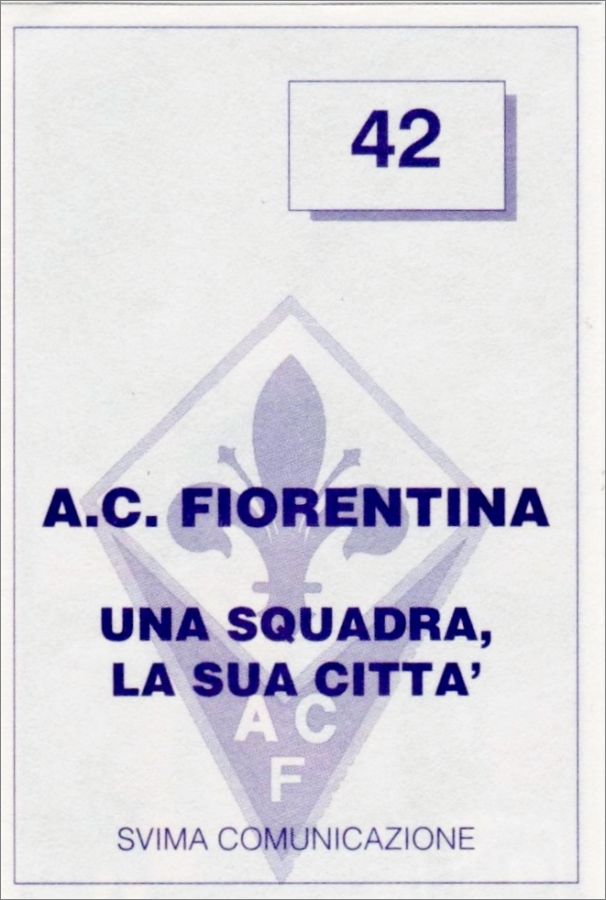 42
A.C. FIORENTINA
UNA SQUADRA,
LA SUA CITTA'
A C
F
SVIMA COMUNICAZIONE